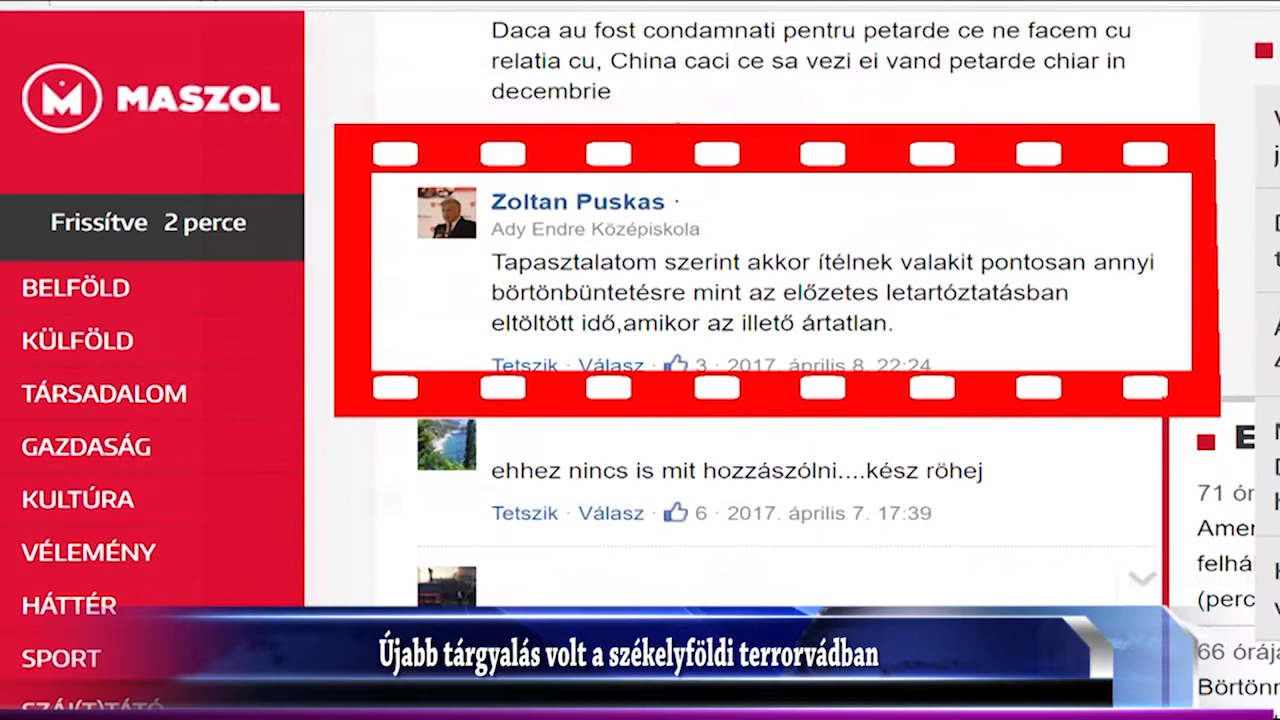 MASZOL
Frissítve 2 perce
BELFÖLD
KÜLFÖLD
TÁRSADALOM
GAZDASÁG
KULTÚRA
VÉLEMÉNY
HÁTTÉR
SPORT
Daca au fost condamnati pentru petarde ce ne facem cu
relatia cu, China caci ce sa vezi ei vand petarde chiar in
decembrie
Zoltan Puskas ·
Ady Endre Középiskola
Tapasztalatom szerint akkor ítélnek valakit pontosan annyi
börtönbüntetésre mint az előzetes letartóztatásban
eltöltött idő,amikor az illető ártatlan.
Tetszik · Válasz · 3 · 2017. április 8. 22:24
ehhez nincs is mit hozzászólni....kész röhej
Tetszik · Válasz · 6 · 2017. április 7. 17:39
71 ór
Amer
felhá
(perc
66 órája
Börtönr
Újabb tárgyalás volt a székelyföldi terrorvádban